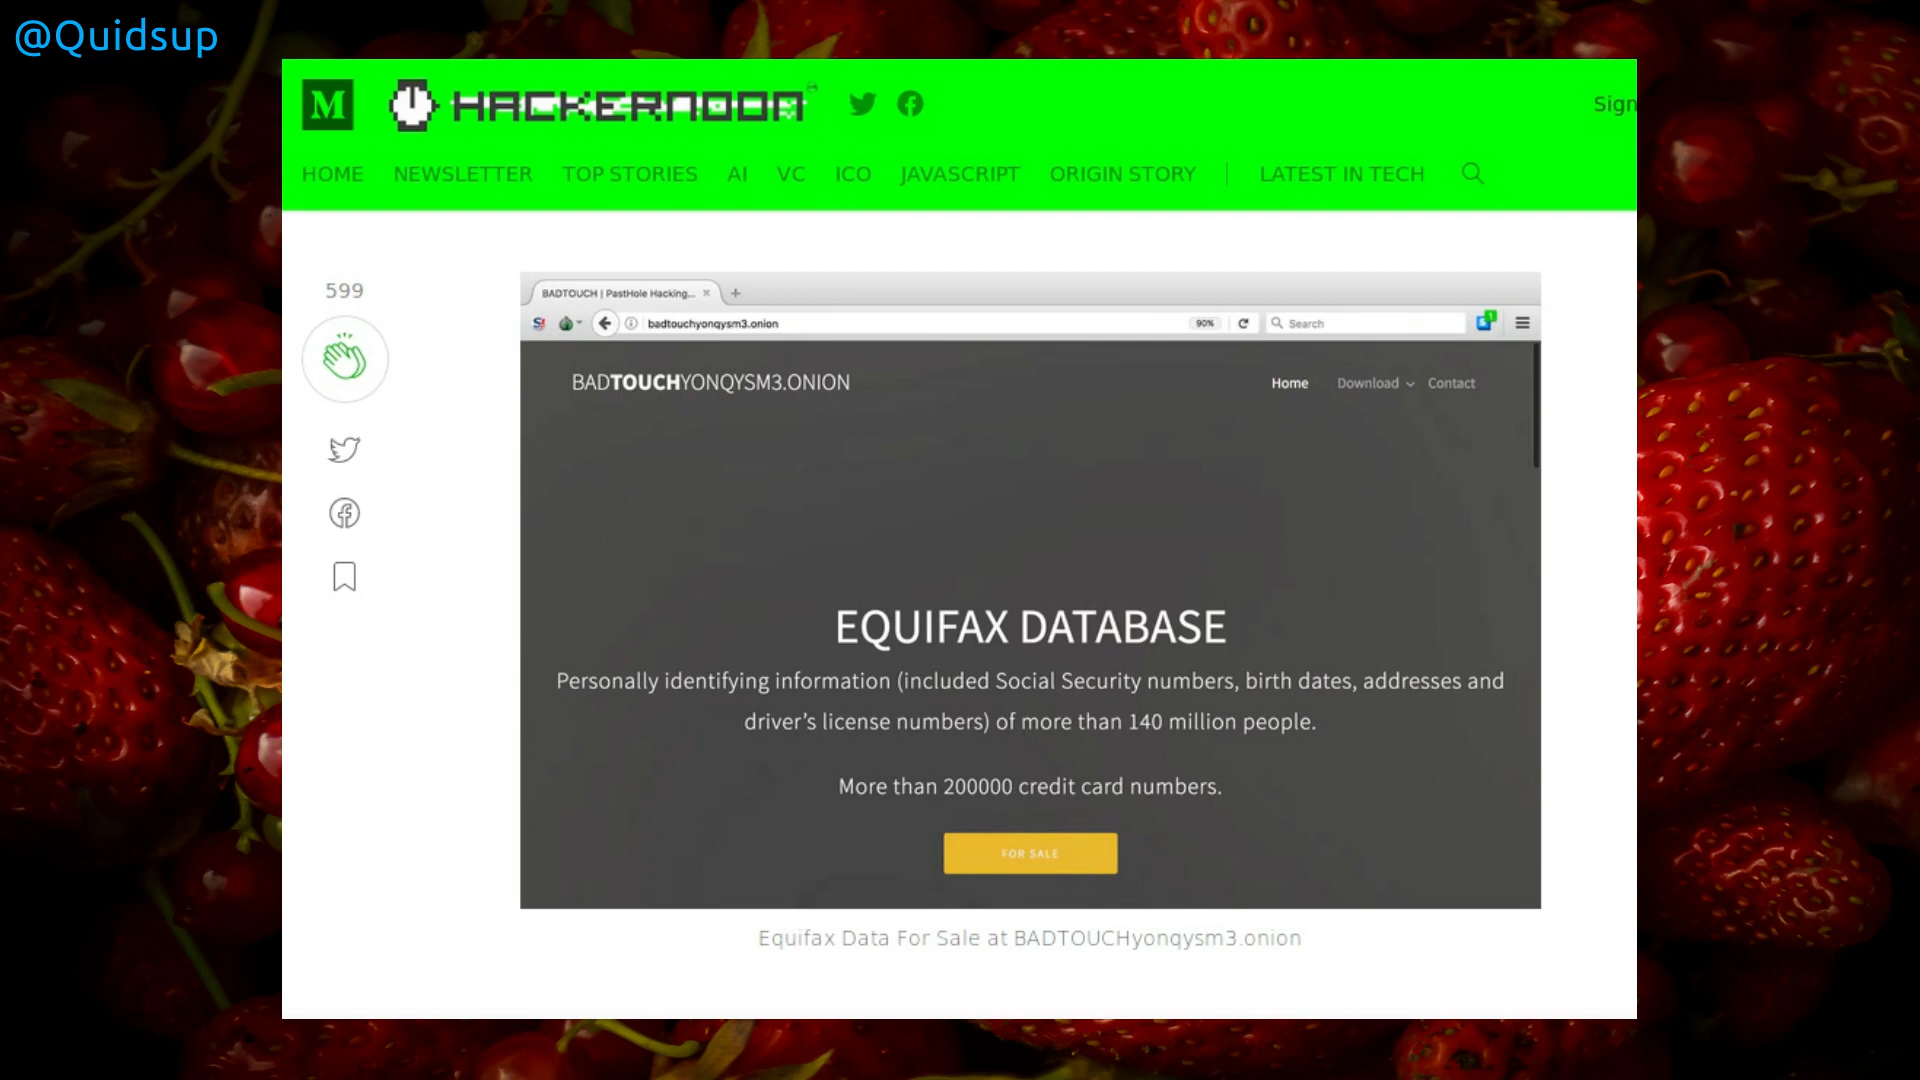 @Quidsup
M HACKERNOON
Sign
HOME NEWSLETTER TOP STORIES AI VC ICO JAVASCRIPT ORIGIN STORY | LATEST IN TECH
599
BADTOUCH | PastHole Hacking...
badtouchyonqysm3.onion 90% Search
BADTOUCHYONQYSM3.ONION Home Download Contact
EQUIFAX DATABASE
Personally identifying information (included Social Security numbers, birth dates, addresses and
driver’s license numbers) of more than 140 million people.
More than 200000 credit card numbers.
FOR SALE
Equifax Data For Sale at BADTOUCHyonqysm3.onion